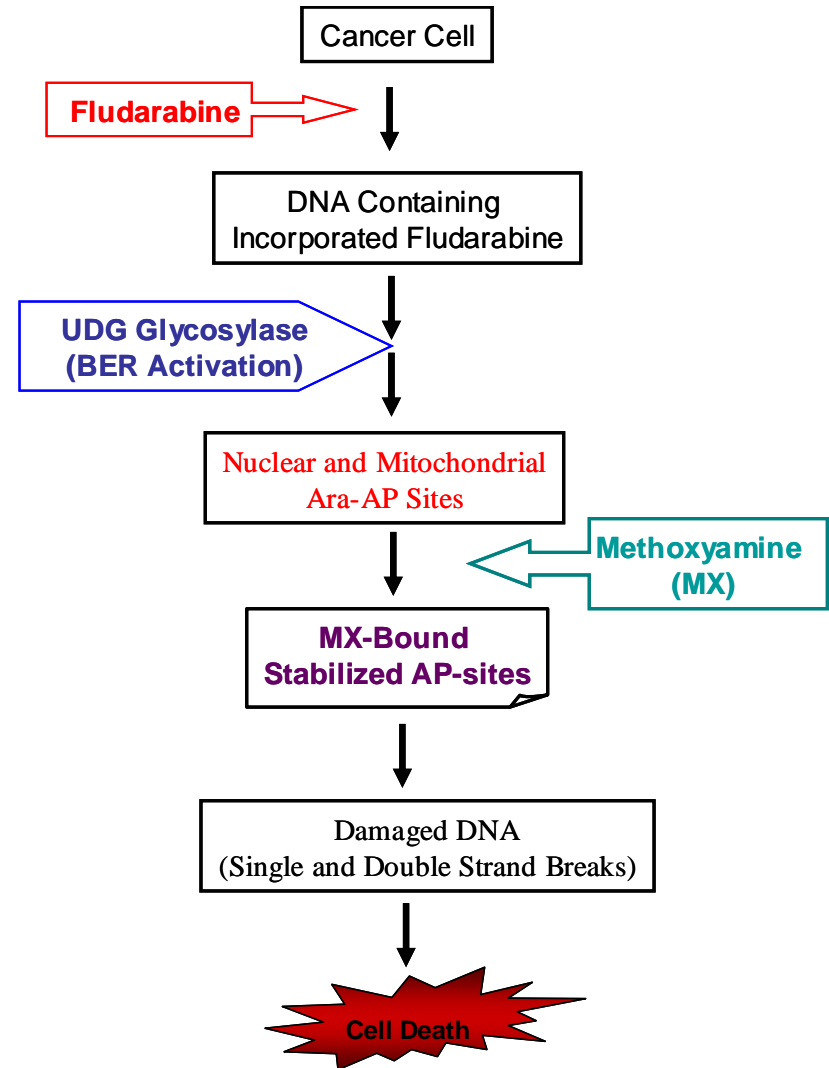 Cancer Cell
Fludarabine
DNA Containing
Incorporated Fludarabine
UDG Glycosylase
(BER Activation)
Nuclear and Mitochondrial
Ara-AP Sites
Methoxyamine
(MX)
MX-Bound
Stabilized AP-sites
Damaged DNA
(Single and Double Strand Breaks)
Cell Death